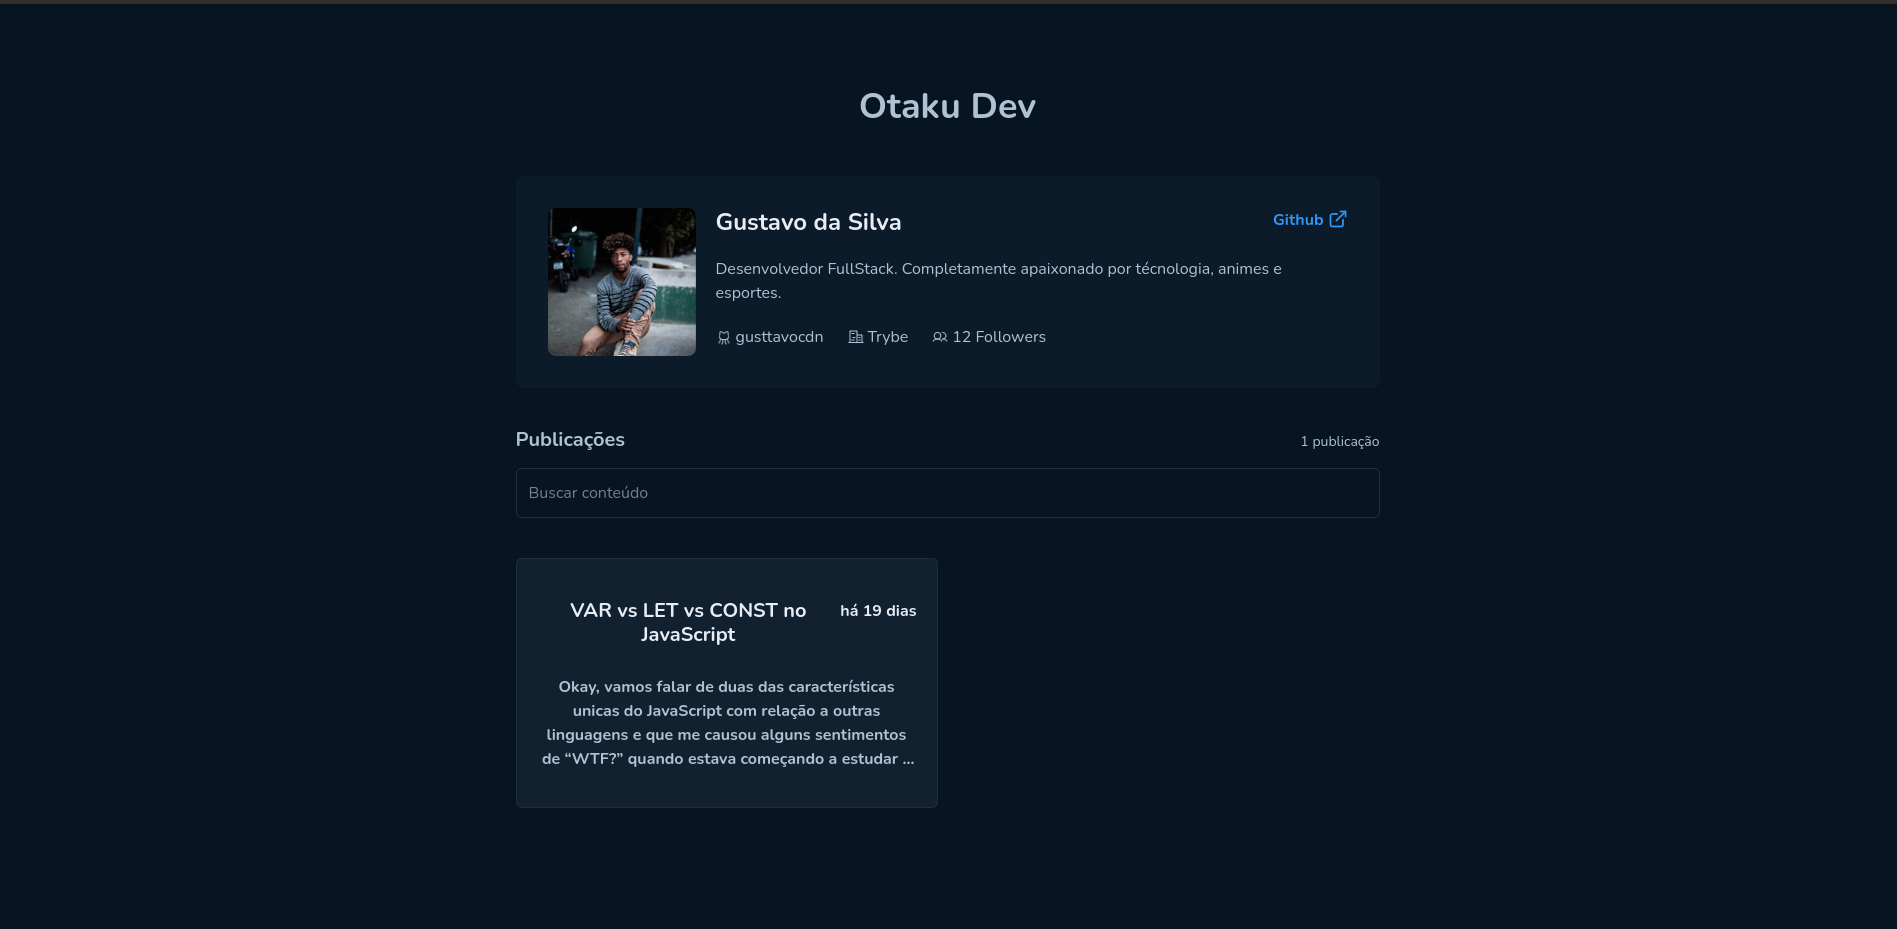 Otaku Dev
Gustavo da Silva
Github
Desenvolvedor FullStack. Completamente apaixonado por técnologia, animes e
esportes.
gusttavocdn Trybe 12 Followers
Publicações
1 publicação
Buscar conteúdo
VAR vs LET vs CONST no
JavaScript
há 19 dias
Okay, vamos falar de duas das características
unicas do JavaScript com relação a outras
linguagens e que me causou alguns sentimentos
de “WTF?” quando estava começando a estudar ...